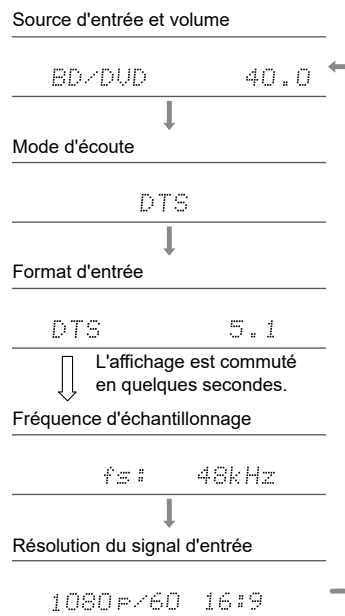 Source d'entrée et volume
BD/DVD 40.0
Mode d'écoute
DTS
Format d'entrée
DTS 5.1
L'affichage est commuté
en quelques secondes.
Fréquence d'échantillonnage
fs: 48kHz
Résolution du signal d'entrée
1080p/60 16:9